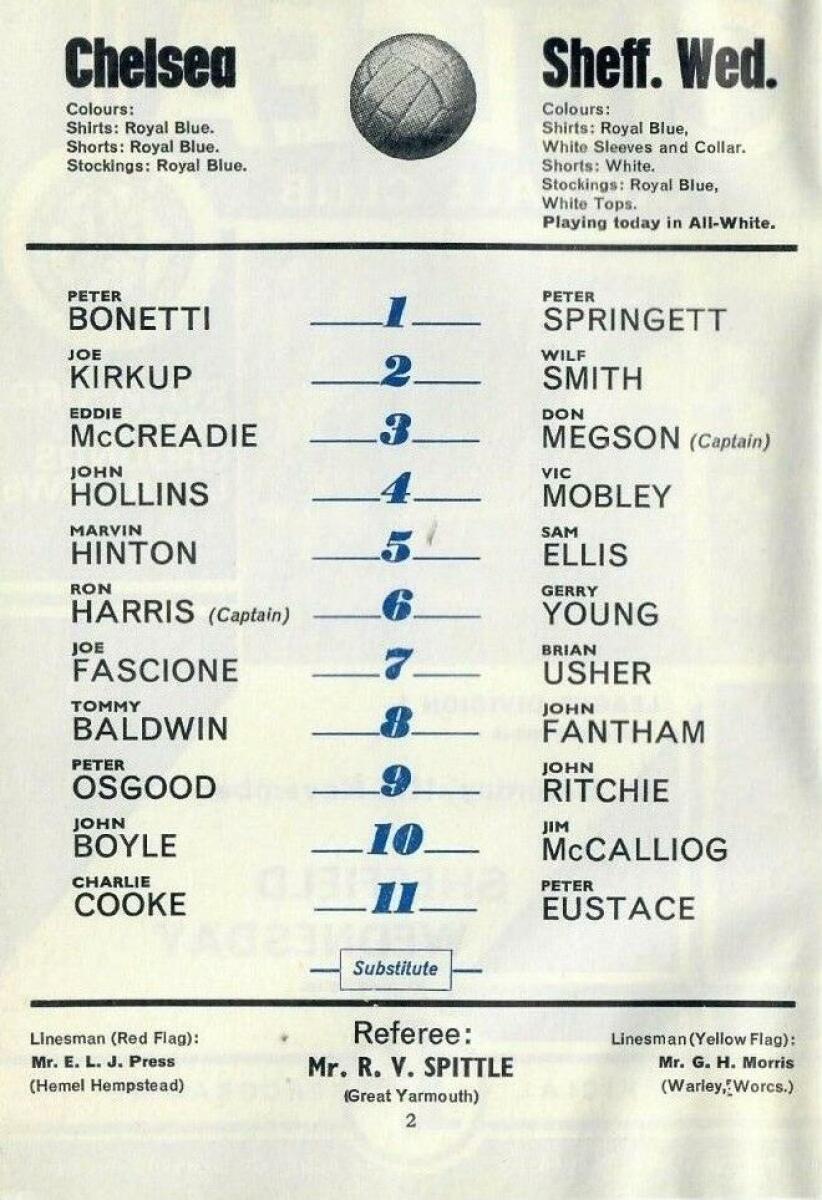 Chelsea
Colours:
Shirts: Royal Blue.
Shorts: Royal Blue.
Stockings: Royal Blue.
Sheff. Wed.
Colours:
Shirts: Royal Blue,
White Sleeves and Collar.
Shorts: White.
Stockings: Royal Blue,
White Tops.
Playing today in All-White.
PETER PETER
BONETTI 1 SPRINGETT
JOE WILF
KIRKUP 2 SMITH
EDDIE DON
McCREADIE 3 MEGSON (Captain)
JOHN VIC
HOLLINS 4 MOBLEY
MARVIN SAM
HINTON 5 ELLIS
RON GERRY
HARRIS (Captain) 6 YOUNG
JOE BRIAN
FASCIONE 7 USHER
TOMMY JOHN
BALDWIN 8 FANTHAM
PETER JOHN
OSGOOD 9 RITCHIE
JOHN JIM
BOYLE 10 McCALLIOG
CHARLIE PETER
COOKE 11 EUSTACE
Substitute
Linesman (Red Flag):
Mr. E. L. J. Press
(Hemel Hempstead)
Referee:
Mr. R. V. SPITTLE
(Great Yarmouth)
2
Linesman (Yellow Flag):
Mr. G. H. Morris
(Warley, Worcs.)